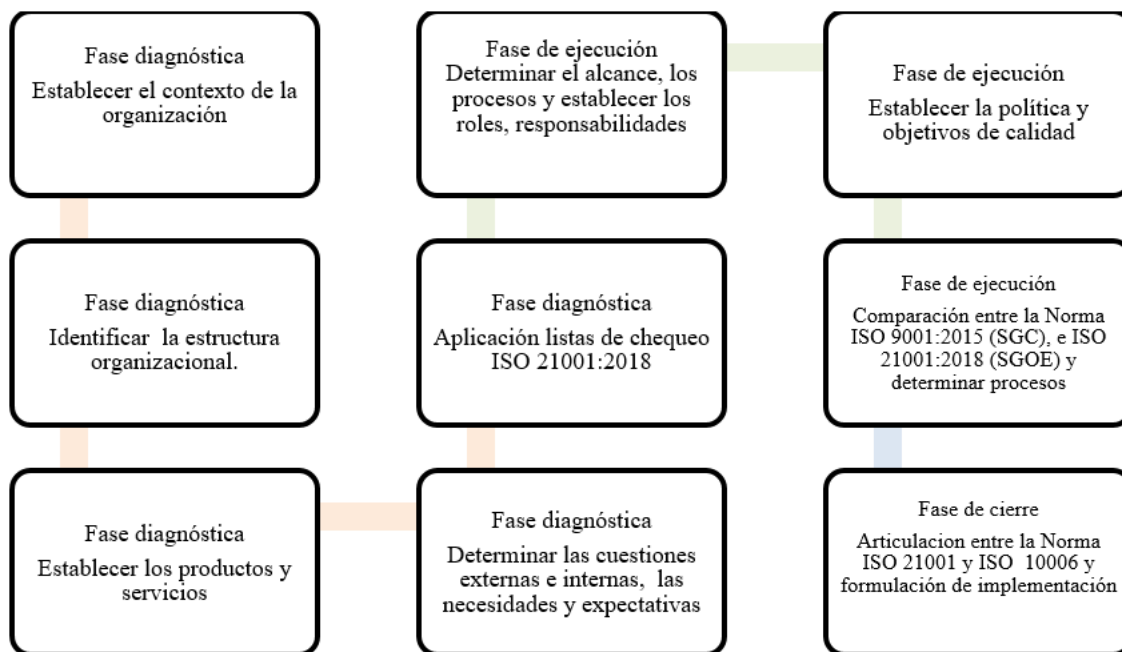 Fase diagnóstica
Establecer el contexto de la
organización
Identificar la estructura
organizacional.
Fase diagnóstica
Establecer los productos y
servicios
Fase diagnóstica
Determinar las cuestiones
externas e internas, las
necesidades y expectativas
Fase diagnóstica
Aplicación listas de chequeo
ISO 21001:2018
Fase de ejecución
Determinar el alcance, los
procesos y establecer los
roles, responsabilidades
Fase de ejecución
Establecer la política y
objetivos de calidad
Fase de ejecución
Comparación entre la Norma
ISO 9001:2015 (SGC), e ISO
21001:2018 (SGOE) y
determinar procesos
Fase de cierre
Articulacion entre la Norma
ISO 21001 y ISO 10006 y
formulación de implementación